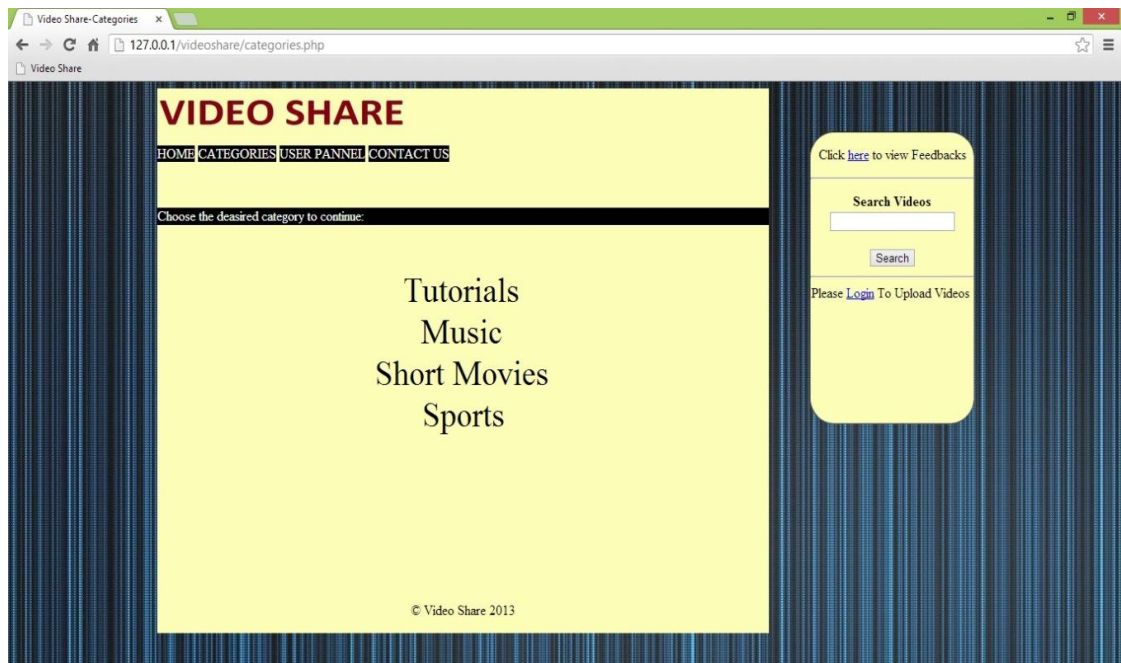 Video Share-Categories
127.0.0.1/videoshare/categories.php
Video Share
VIDEO SHARE
HOME CATEGORIES USER PANNEL CONTACT US
Choose the deasired category to continue:
Tutorials
Music
Short Movies
Sports
© Video Share 2013
Click here to view Feedbacks
Search Videos
Search
Please Login To Upload Videos